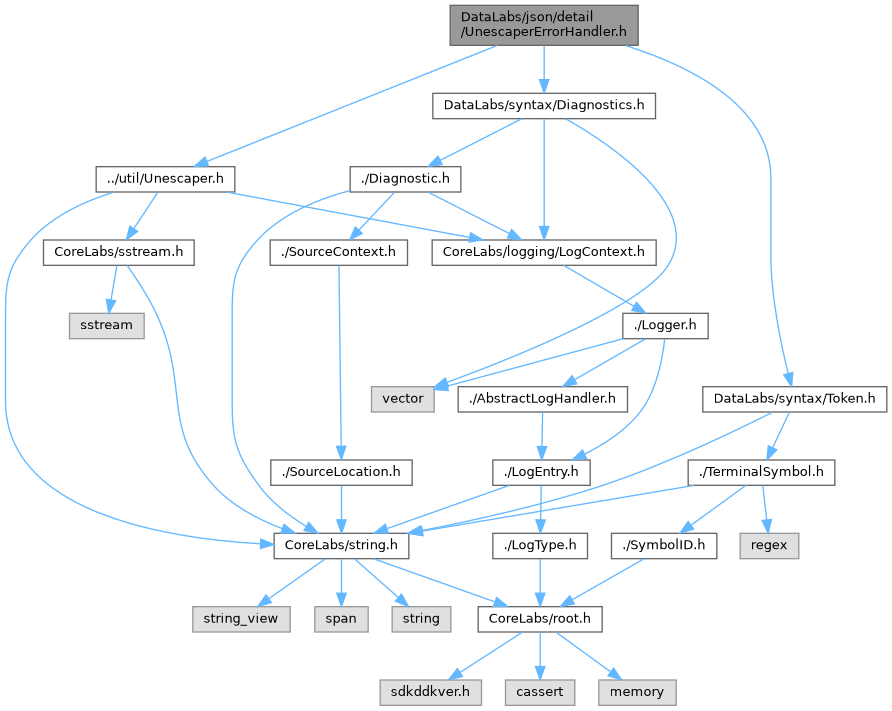 DataLabs/json/detail
/UnescaperErrorHandler.h
DataLabs/syntax/Diagnostics.h
../util/Unescaper.h
./Diagnostic.h
CoreLabs/sstream.h
./SourceContext.h
CoreLabs/logging/LogContext.h
sstream
./Logger.h
vector
./AbstractLogHandler.h
DataLabs/syntax/Token.h
./SourceLocation.h
./LogEntry.h
./TerminalSymbol.h
CoreLabs/string.h
./LogType.h
./SymbolID.h
regex
string_view
span
string
CoreLabs/root.h
sdkddkver.h
cassert
memory